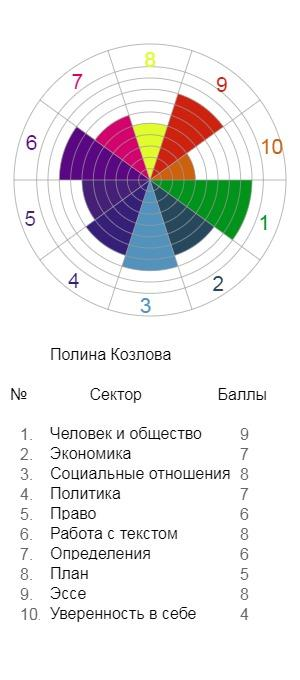 8
7
9
6
10
5
1
4
2
3
Полина Козлова
№ Сектор Баллы
1. Человек и общество 9
2. Экономика 7
3. Социальные отношения 8
4. Политика 7
5. Право 6
6. Работа с текстом 8
7. Определения 6
8. План 5
9. Эссе 8
10. Уверенность в себе 4